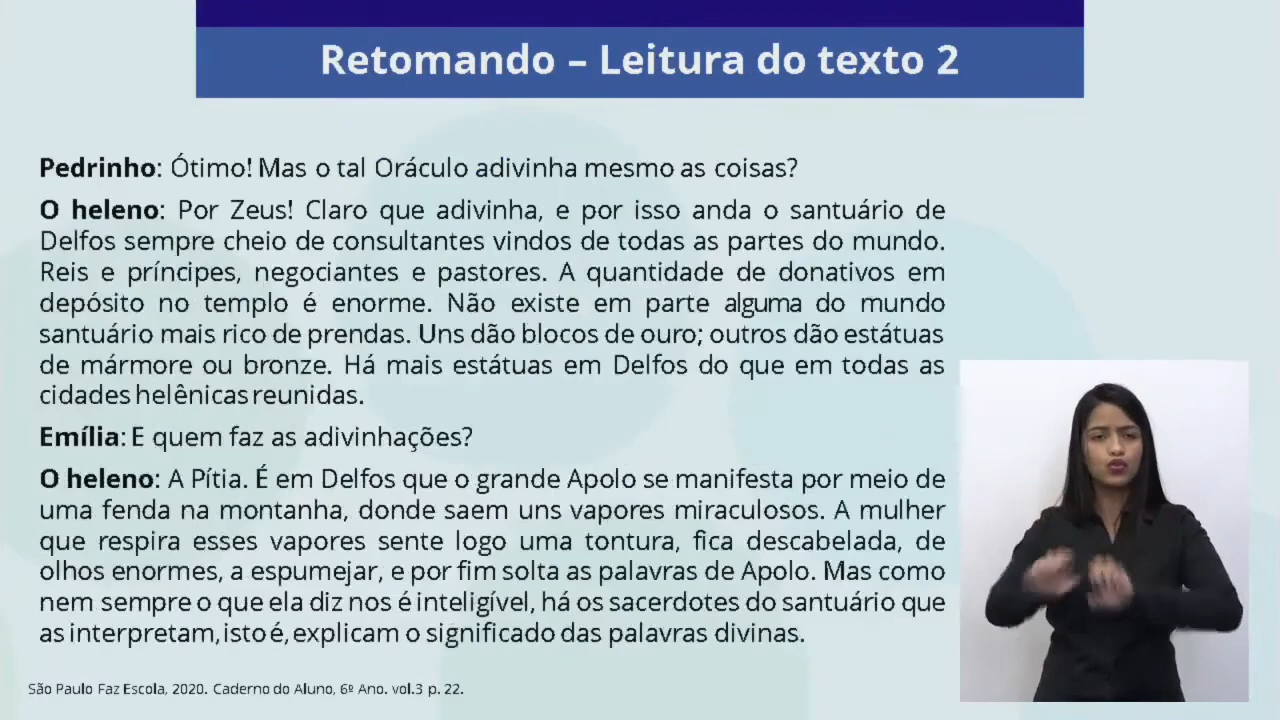 Retomando – Leitura do texto 2
Pedrinho: Ótimo! Mas o tal Oráculo adivinha mesmo as coisas?
O heleno: Por Zeus! Claro que adivinha, e por isso anda o santuário de
Delfos sempre cheio de consultantes vindos de todas as partes do mundo.
Reis e príncipes, negociantes e pastores. A quantidade de donativos em
depósito no templo é enorme. Não existe em parte alguma do mundo
santuário mais rico de prendas. Uns dão blocos de ouro; outros dão estátuas
de mármore ou bronze. Há mais estátuas em Delfos do que em todas as
cidades helênicas reunidas.
Emília: E quem faz as adivinhações?
O heleno: A Pítia. É em Delfos que o grande Apolo se manifesta por meio de
uma fenda na montanha, donde saem uns vapores miraculosos. A mulher
que respira esses vapores sente logo uma tontura, fica descabelada, de
olhos enormes, a espumejar, e por fim solta as palavras de Apolo. Mas como
nem sempre o que ela diz nos é inteligível, há os sacerdotes do santuário que
as interpretam, isto é, explicam o significado das palavras divinas.
São Paulo Faz Escola, 2020. Caderno do Aluno, 6º Ano. vol.3 p. 22.